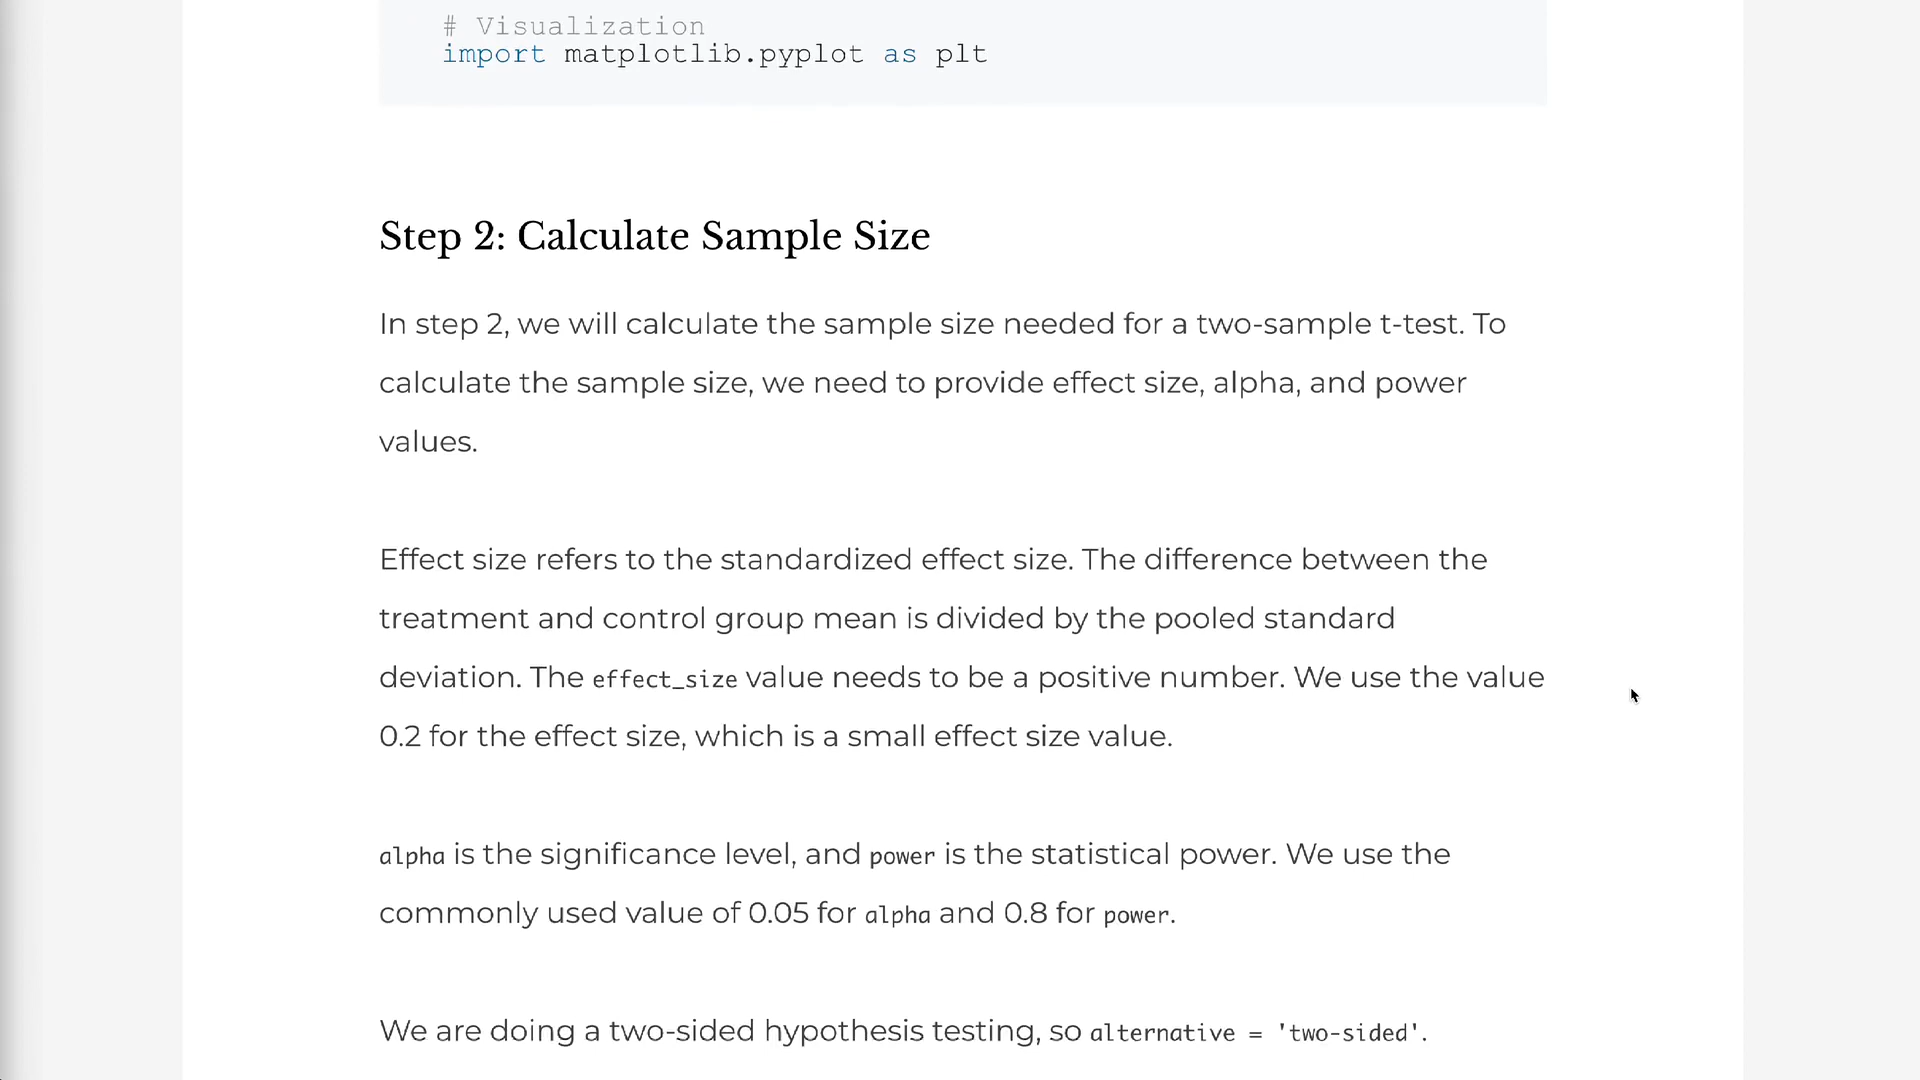 # Visualization
import matplotlib.pyplot as plt
Step 2: Calculate Sample Size
In step 2, we will calculate the sample size needed for a two-sample t-test. To
calculate the sample size, we need to provide effect size, alpha, and power
values.
Effect size refers to the standardized effect size. The difference between the
treatment and control group mean is divided by the pooled standard
deviation. The effect_size value needs to be a positive number. We use the value
0.2 for the effect size, which is a small effect size value.
alpha is the significance level, and power is the statistical power. We use the
commonly used value of 0.05 for alpha and 0.8 for power.
We are doing a two-sided hypothesis testing, so alternative = 'two-sided'.